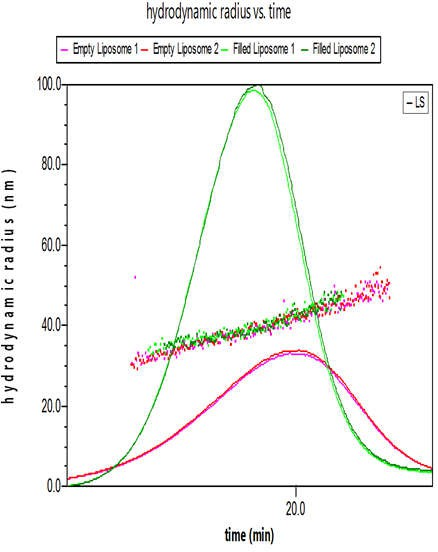 hydrodynamic radius vs. time
Empty Liposome 1 Empty Liposome 2 Filled Liposome 1 Filled Liposome 2
LS
100.0
80.0
60.0
40.0
20.0
0.0
hydrodynamic radius (nm)
20.0
time (min)